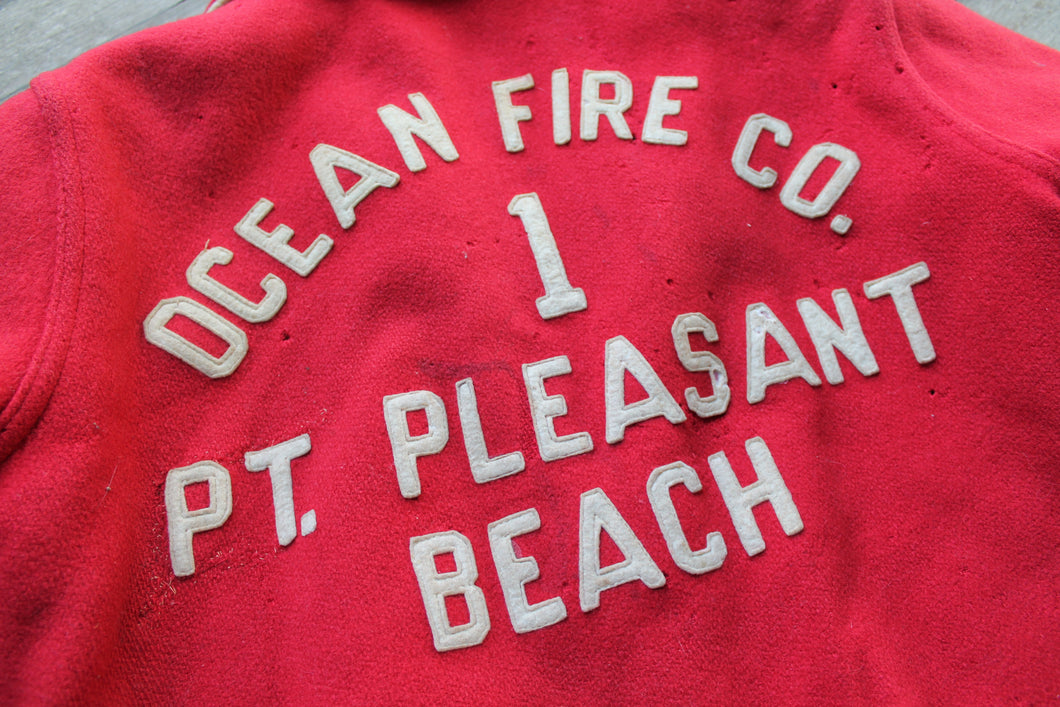 OCEAN FIRE CO.
1
PT. PLEASANT
BEACH